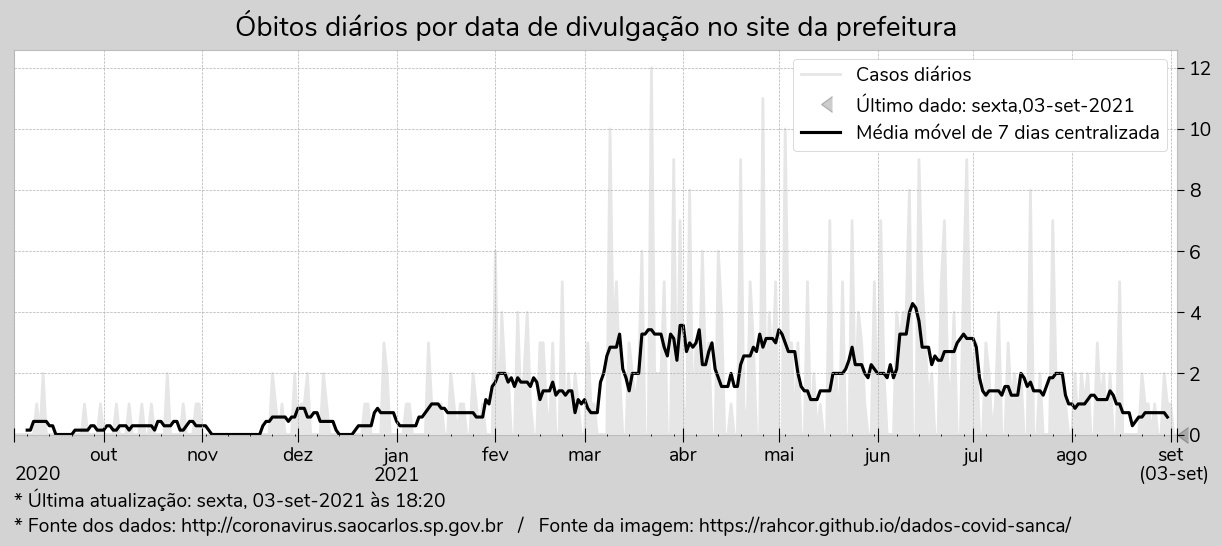 Óbitos diários por data de divulgação no site da prefeitura
Casos diários
Último dado: sexta,03-set-2021
Média móvel de 7 dias centralizada
12
10
8
6
4
2
0
out nov dez jan fev mar abr mai jun jul ago set
2020 2021 (03-set)
* Última atualização: sexta, 03-set-2021 às 18:20
* Fonte dos dados: http://coronavirus.saocarlos.sp.gov.br / Fonte da imagem: https://rahcor.github.io/dados-covid-sanca/